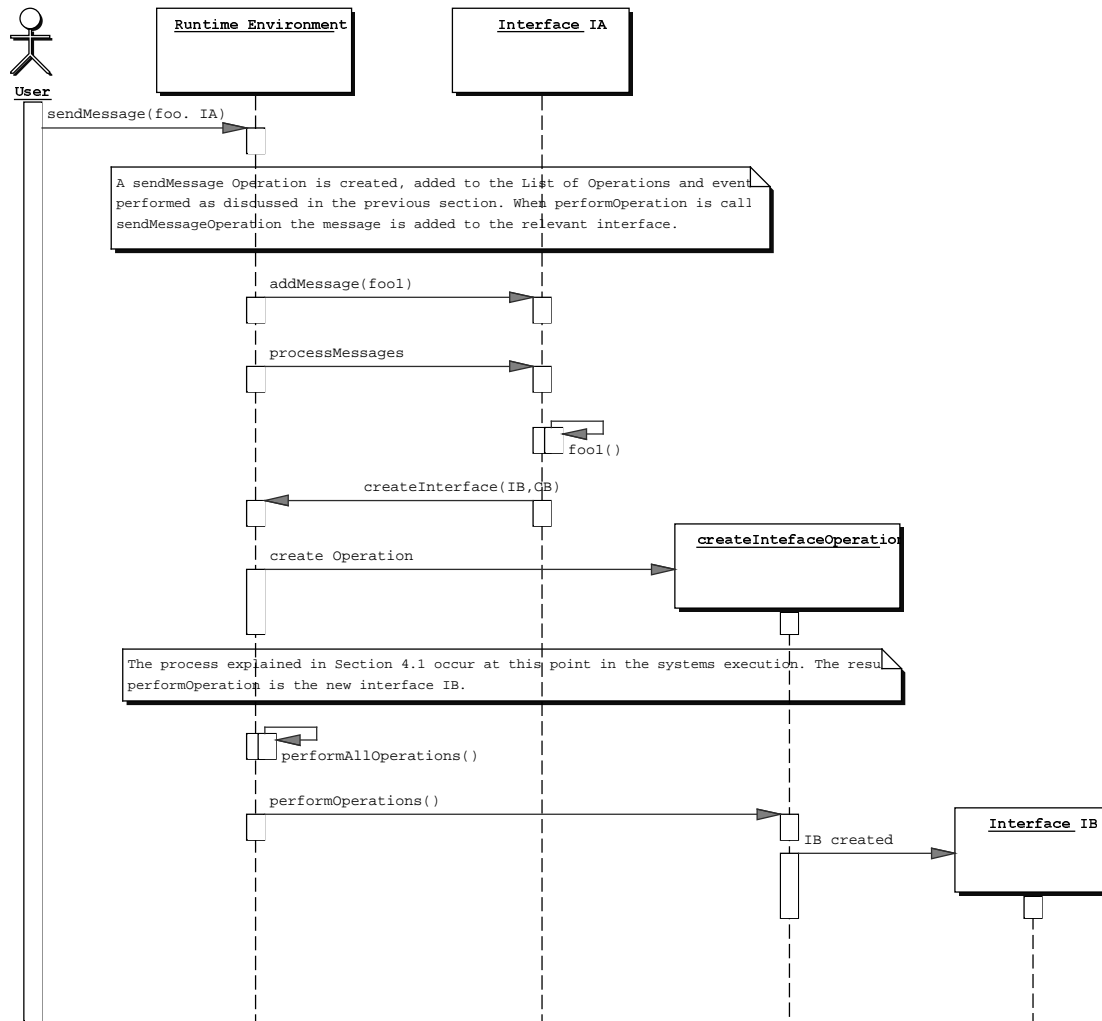 Runtime Environment
Interface IA
User
sendMessage(foo. IA)
A sendMessage Operation is created, added to the List of Operations and event
performed as discussed in the previous section. When performOperation is call
sendMessageOperation the message is added to the relevant interface.
addMessage(foo1)
processMessages
foo1()
createInterface(IB,CB)
createIntefaceOperation
create Operation
The process explained in Section 4.1 occur at this point in the systems execution. The resu
performOperation is the new interface IB.
performAllOperations()
performOperations()
Interface IB
IB created